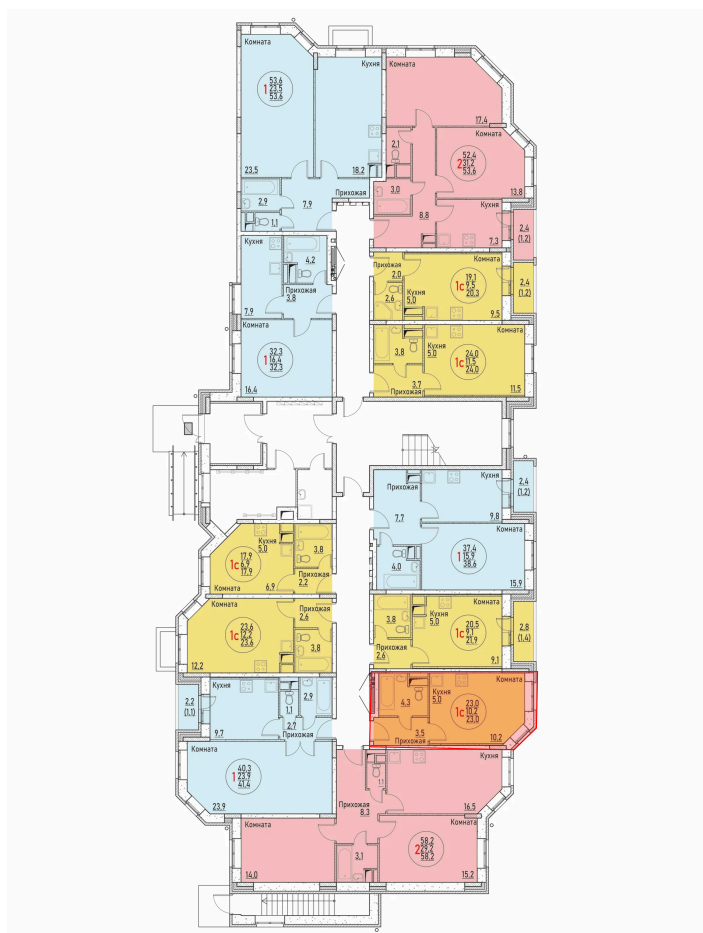 Комната
53.6
1 23.5
53.6
23.5
Кухня
18.2
Комната
17.4
2.1
Комната
52.4
2 31.2
53.6
13.8
3.0
2.9
7.9
Прихожая
1.1
8.8
Кухня
7.3
2.4
(1.2)
Кухня
4.2
Прихожая
3.8
7.9
Прихожая
2.0
2.6
Кухня
5.0
Комната
19.1
1с 9.5
20.3
9.5
2.4
(1.2)
Комната
32.3
1 16.4
32.3
16.4
3.8
Кухня
5.0
Комната
24.0
1с 11.5
24.0
3.7
Прихожая
11.5
Прихожая
7.7
Кухня
9.8
2.4
(1.2)
4.0
Комната
37.4
1 15.9
38.6
15.9
Кухня
5.0
3.8
17.9
1с 6.9
17.9
Прихожая
2.2
6.9
Комната
Комната
23.6
1с 12.2
23.6
12.2
Прихожая
2.6
3.8
3.8
Кухня
5.0
Комната
20.5
1с 9.1
21.9
Прихожая
2.6
9.1
2.8
(1.4)
2.2
(1.1)
Кухня
9.7
1.1
2.9
2.7
Прихожая
4.3
Кухня
5.0
Комната
23.0
1с 10.2
23.0
3.5
Прихожая
10.2
Комната
40.3
1 23.9
41.4
23.9
Прихожая
8.3
1.1
Кухня
16.5
Комната
14.0
3.1
58.2
2 29.2
58.2
Комната
15.2